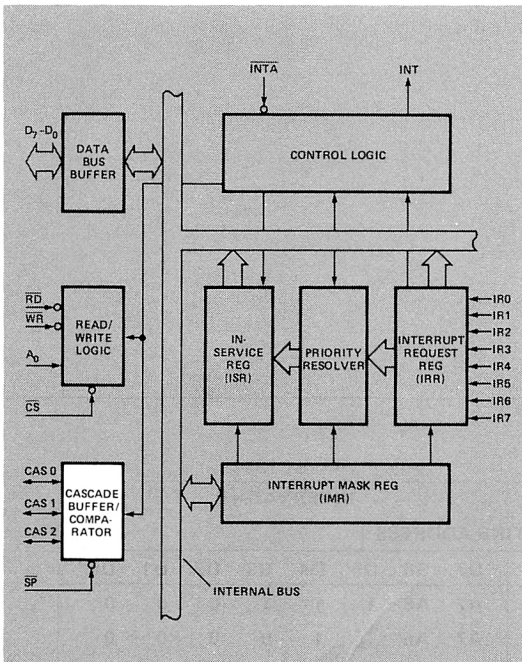 INTA
INT
D7-D0
DATA
BUS
BUFFER
CONTROL LOGIC
RD
WR
READ/
WRITE
LOGIC
A0
CS
IN-
SERVICE
REG
(ISR)
PRIORITY
RESOLVER
INTERRUPT
REQUEST
REG
(IRR)
IR0
IR1
IR2
IR3
IR4
IR5
IR6
IR7
CAS 0
CAS 1
CAS 2
CASCADE
BUFFER/
COMPA-
RATOR
SP
INTERRUPT MASK REG
(IMR)
INTERNAL BUS